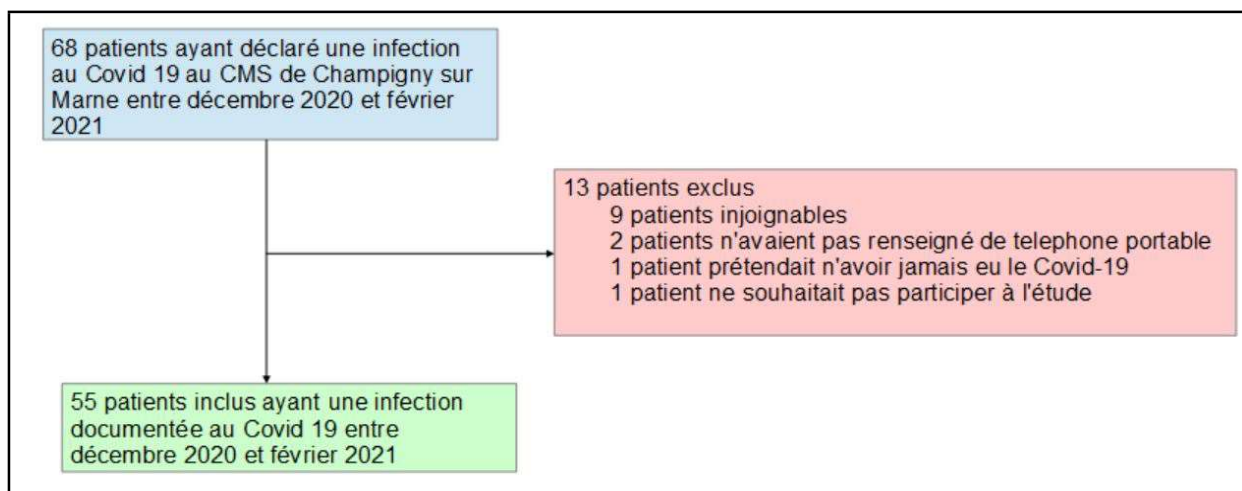 68 patients ayant déclaré une infection
au Covid 19 au CMS de Champigny sur
Marne entre décembre 2020 et février
2021
13 patients exclus
9 patients injoignables
2 patients n'avaient pas renseigné de telephone portable
1 patient prétendait n'avoir jamais eu le Covid-19
1 patient ne souhaitait pas participer à l'étude
55 patients inclus ayant une infection
documentée au Covid 19 entre
décembre 2020 et février 2021